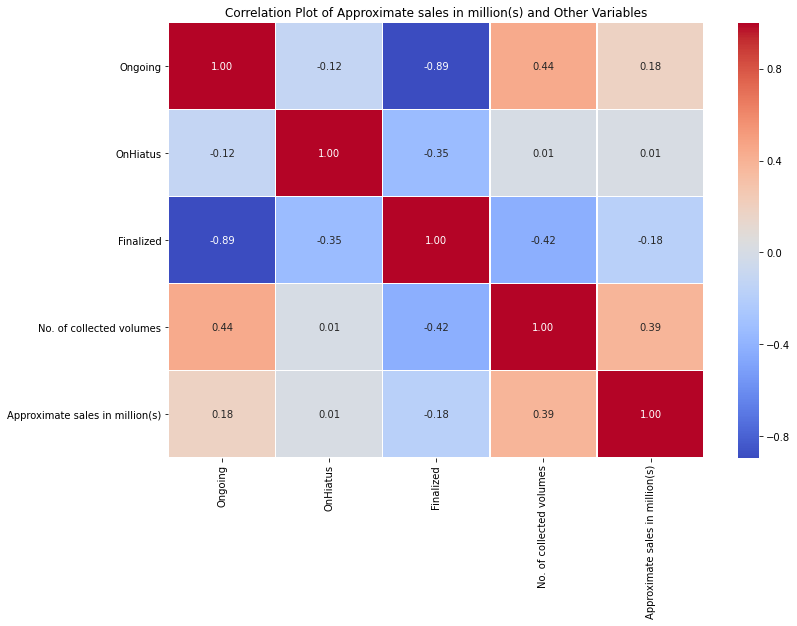 Correlation Plot of Approximate sales in million(s) and Other Variables
Ongoing 1.00 -0.12 -0.89 0.44 0.18
OnHiatus -0.12 1.00 -0.35 0.01 0.01
Finalized -0.89 -0.35 1.00 -0.42 -0.18
No. of collected volumes 0.44 0.01 -0.42 1.00 0.39
Approximate sales in million(s) 0.18 0.01 -0.18 0.39 1.00
Ongoing
OnHiatus
Finalized
No. of collected volumes
Approximate sales in million(s)
0.8
0.4
0.0
−0.4
−0.8